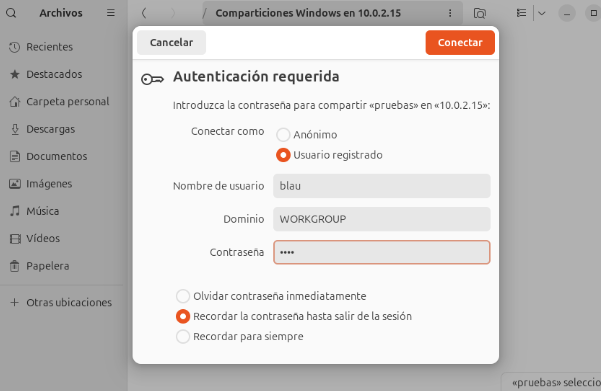 Archivos
Comparticiones Windows en 10.0.2.15
Cancelar
Conectar
Autenticación requerida
Introduzca la contraseña para compartir «pruebas» en «10.0.2.15»:
Conectar como
Anónimo
Usuario registrado
Nombre de usuario blau
Dominio WORKGROUP
Contraseña ••••
Olvidar contraseña inmediatamente
Recordar la contraseña hasta salir de la sesión
Recordar para siempre
Recientes
Destacados
Carpeta personal
Descargas
Documentos
Imágenes
Música
Vídeos
Papelera
Otras ubicaciones
«pruebas» seleccio